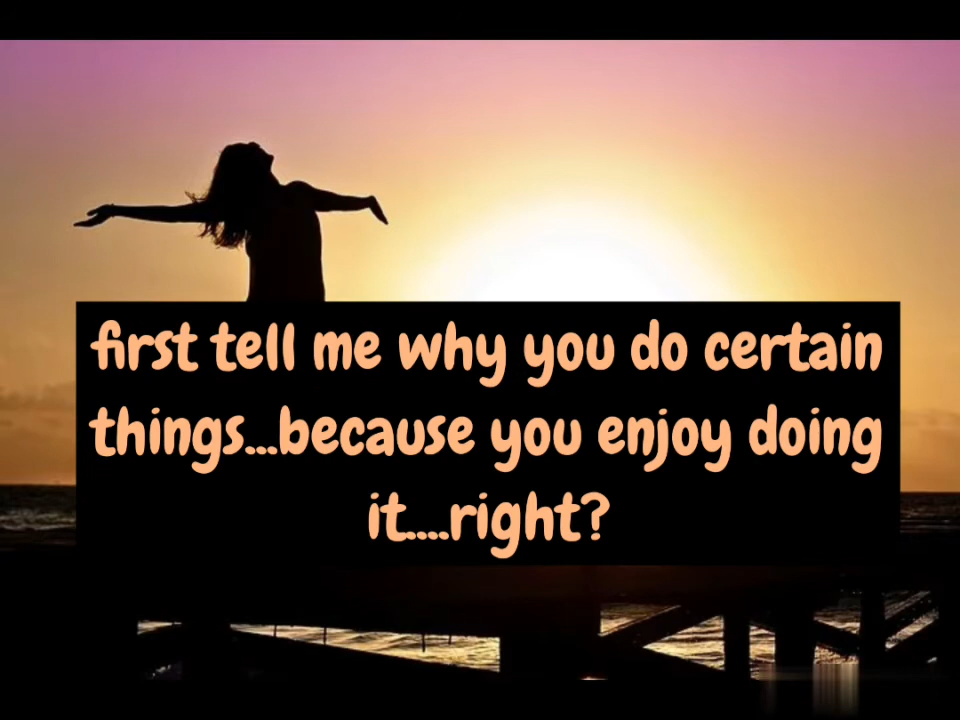 first tell me why you do certain
things...because you enjoy doing
it....right?